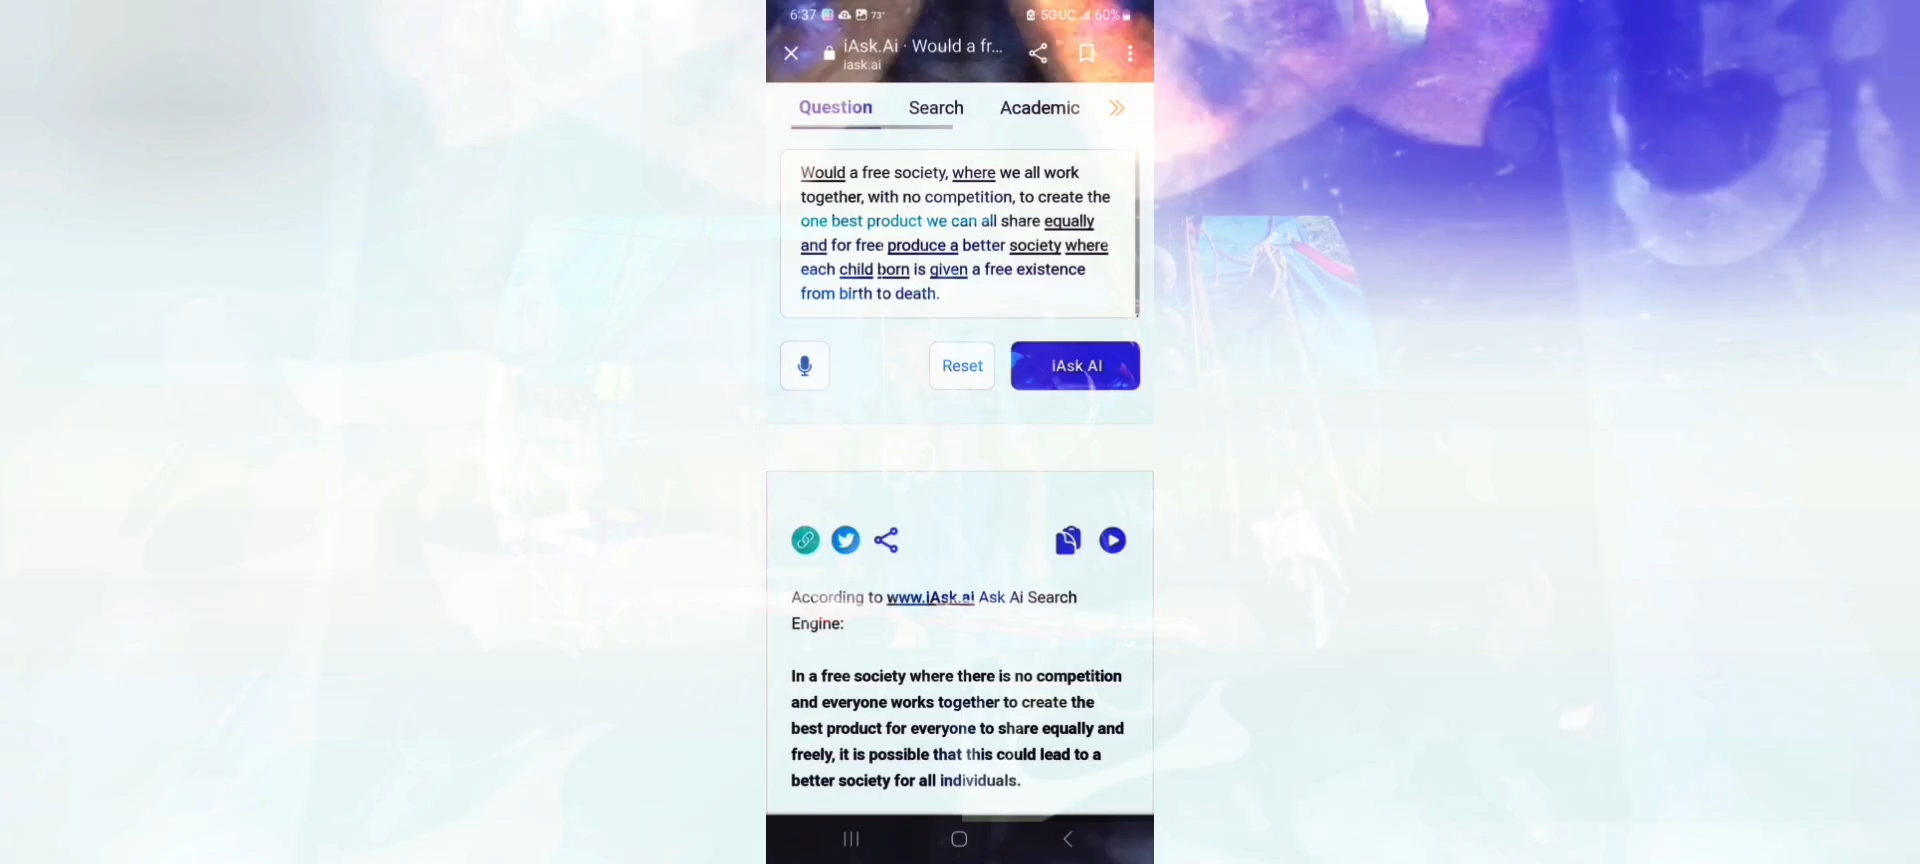 6:37 73° 5GUC 60%
iAsk.Ai · Would a fr...
iask.ai
Question Search Academic
Would a free society, where we all work
together, with no competition, to create the
one best product we can all share equally
and for free produce a better society where
each child born is given a free existence
from birth to death.
Reset iAsk AI
According to www.iAsk.ai Ask Ai Search
Engine:
In a free society where there is no competition
and everyone works together to create the
best product for everyone to share equally and
freely, it is possible that this could lead to a
better society for all individuals.